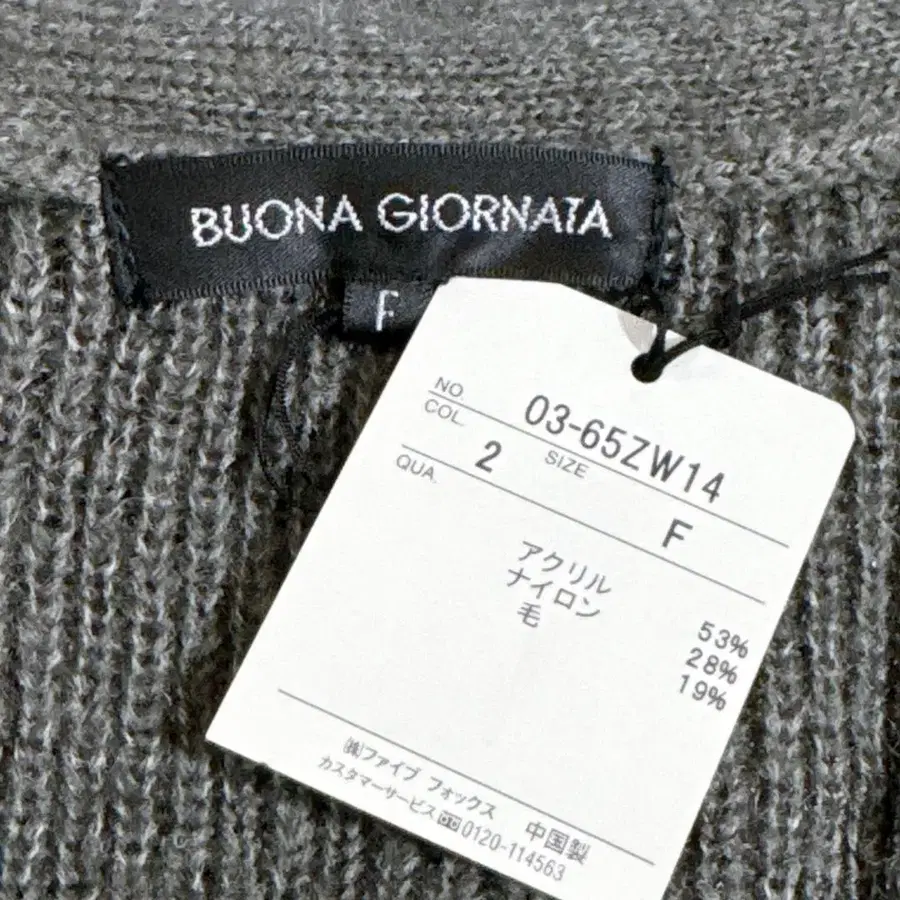 BUONA GIORNATA
F
NO. 03-65ZW14
COL. 2 SIZE F
QUA.
アクリル 53%
ナイロン 28%
毛 19%
㈱ファイブ フォックス 中国製
カスタマーサービス 0120-114563